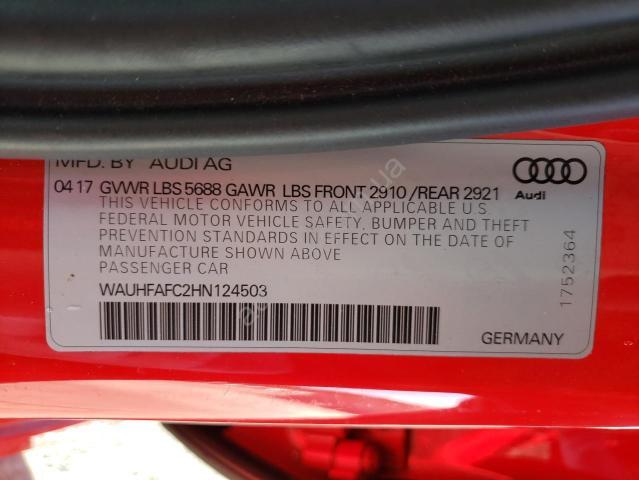 MFD. BY AUDI AG
04 17 GVWR LBS 5688 GAWR LBS FRONT 2910 /REAR 2921
THIS VEHICLE CONFORMS TO ALL APPLICABLE U.S.
FEDERAL MOTOR VEHICLE SAFETY, BUMPER AND THEFT
PREVENTION STANDARDS IN EFFECT ON THE DATE OF
MANUFACTURE SHOWN ABOVE
PASSENGER CAR
WAUHFAFC2HN124503
Audi
1752364
GERMANY